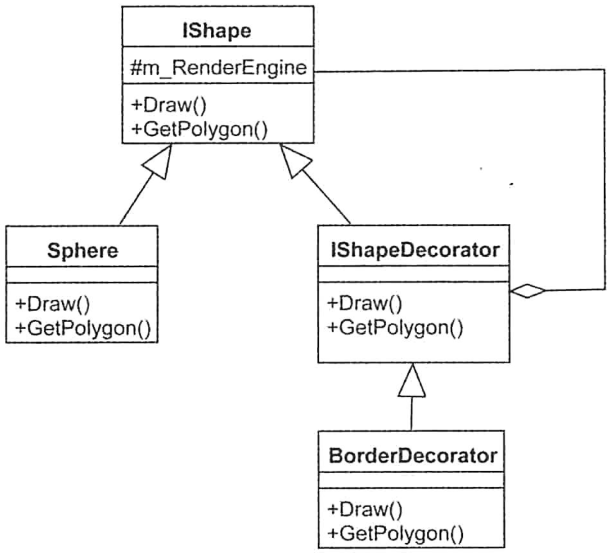 IShape
#m_RenderEngine
+Draw()
+GetPolygon()
Sphere
+Draw()
+GetPolygon()
IShapeDecorator
+Draw()
+GetPolygon()
BorderDecorator
+Draw()
+GetPolygon()